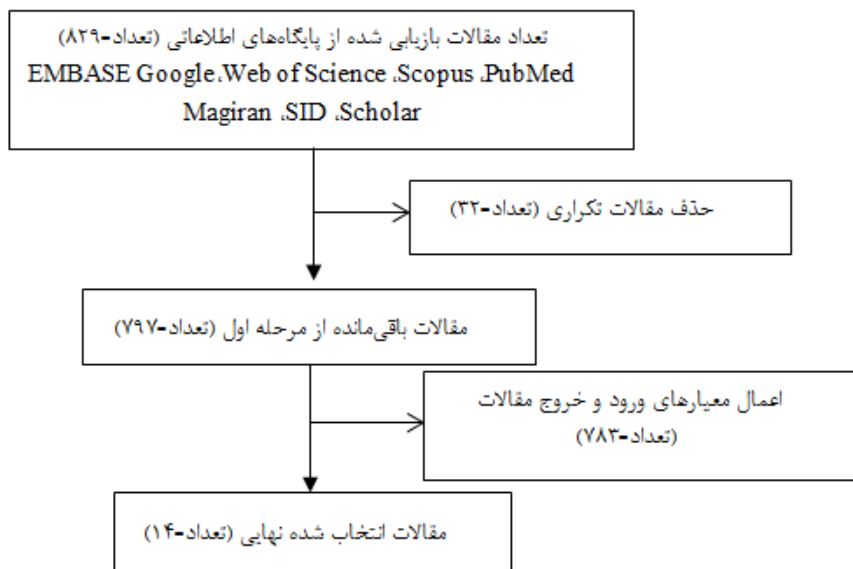 تعداد مقالات بازیابی شده از پایگاه‌های اطلاعاتی (تعداد-۸۲۹)
EMBASE Google ،Web of Science ،Scopus ،PubMed
Magiran ،SID ،Scholar
حذف مقالات تکراری (تعداد-۳۲)
مقالات باقی‌مانده از مرحله اول (تعداد-۷۹۷)
اعمال معیارهای ورود و خروج مقالات
(تعداد-۷۸۳)
مقالات انتخاب شده نهایی (تعداد-۱۴)